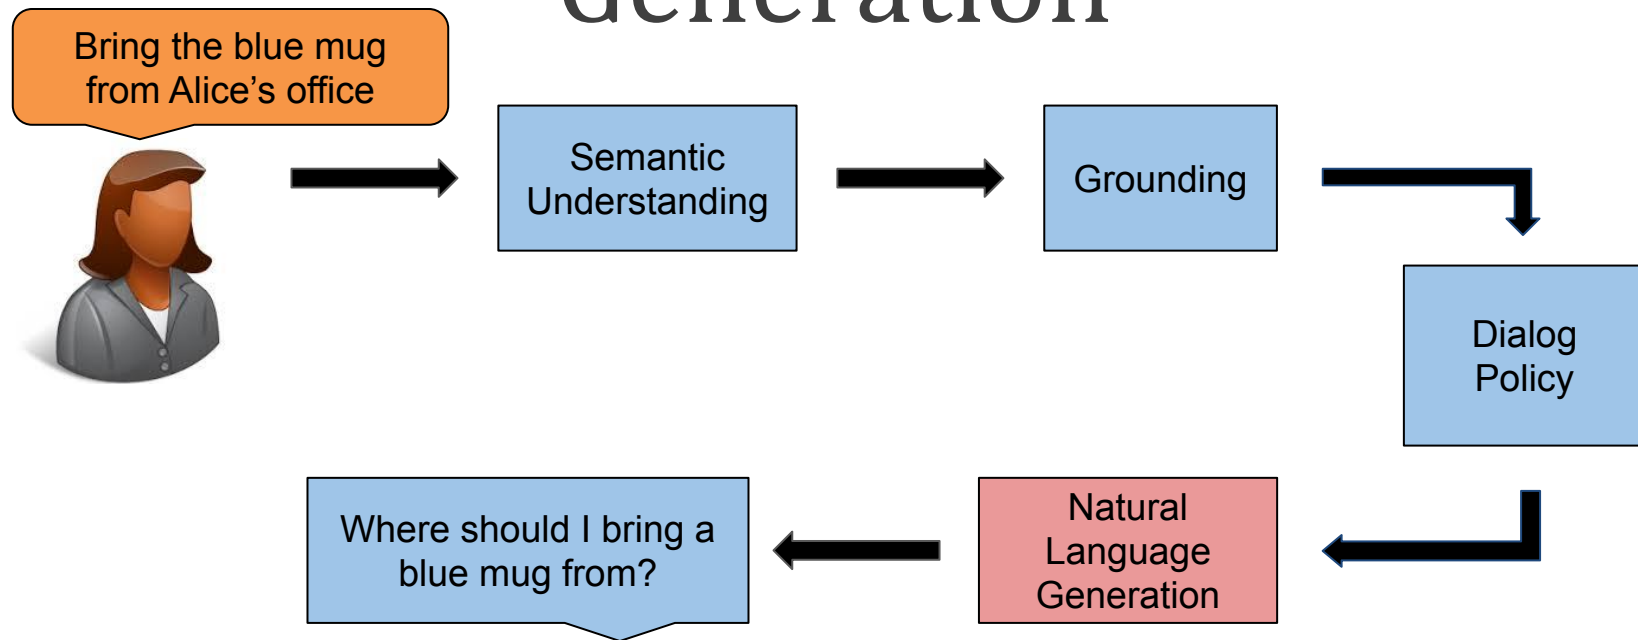 Generation
Bring the blue mug
from Alice’s office
Semantic
Understanding
Grounding
Dialog
Policy
Natural
Language
Generation
Where should I bring a
blue mug from?